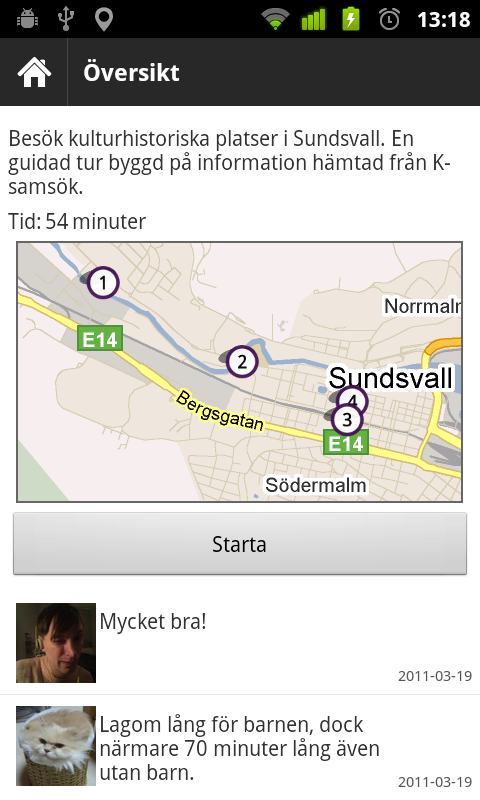 13:18
Översikt
Besök kulturhistoriska platser i Sundsvall. En
guidad tur byggd på information hämtad från K-
samsök.
Tid: 54 minuter
1
Norrmalr
E14
2
Sundsvall
4
Bergsgatan
3
E14
Södermalm
Starta
Mycket bra!
2011-03-19
Lagom lång för barnen, dock
närmare 70 minuter lång även
utan barn.
2011-03-19